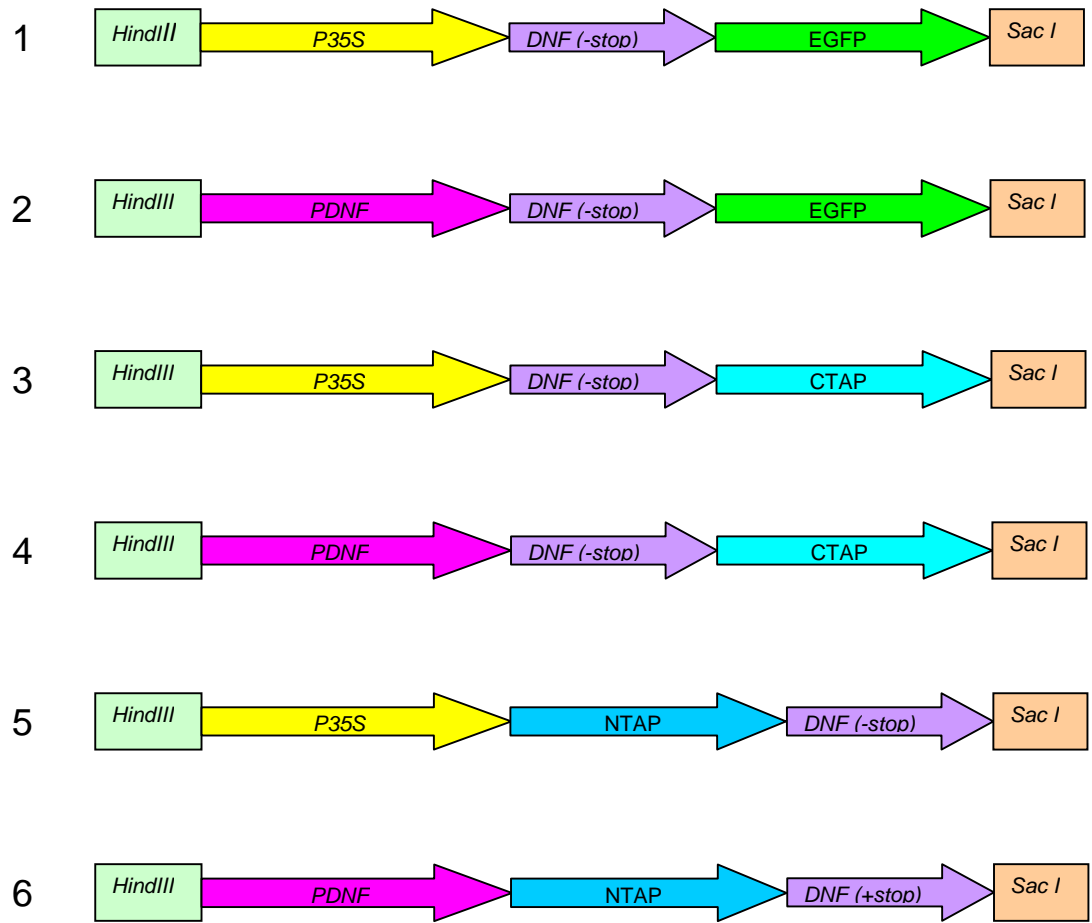 1 HindIII P35S DNF (-stop) EGFP Sac I
2 HindIII PDNF DNF (-stop) EGFP Sac I
3 HindIII P35S DNF (-stop) CTAP Sac I
4 HindIII PDNF DNF (-stop) CTAP Sac I
5 HindIII P35S NTAP DNF (-stop) Sac I
6 HindIII PDNF NTAP DNF (+stop) Sac I